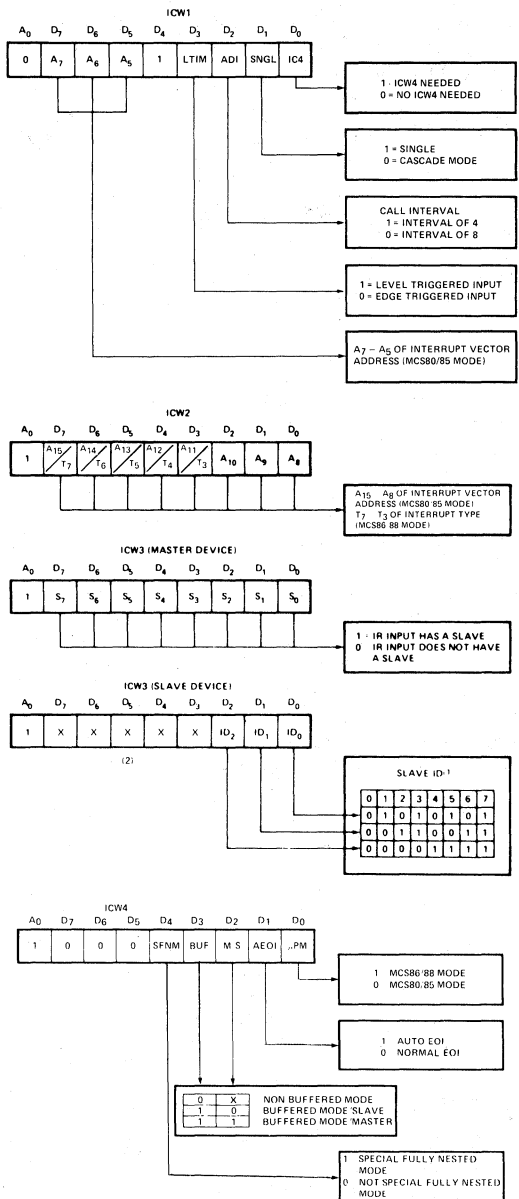 ICW1
A0 D7 D6 D5 D4 D3 D2 D1 D0
0 A7 A6 A5 1 LTIM ADI SNGL IC4
1 · ICW4 NEEDED
0 = NO ICW4 NEEDED
1 = SINGLE
0 = CASCADE MODE
CALL INTERVAL
1 = INTERVAL OF 4
0 = INTERVAL OF 8
1 = LEVEL TRIGGERED INPUT
0 = EDGE TRIGGERED INPUT
A7 – A5 OF INTERRUPT VECTOR
ADDRESS (MCS80/85 MODE)
ICW2
A0 D7 D6 D5 D4 D3 D2 D1 D0
1 A15/T7 A14/T6 A13/T5 A12/T4 A11/T3 A10 A9 A8
A15 A8 OF INTERRUPT VECTOR
ADDRESS (MCS80 85 MODE)
T7 T3 OF INTERRUPT TYPE
(MCS86 88 MODE)
ICW3 (MASTER DEVICE)
A0 D7 D6 D5 D4 D3 D2 D1 D0
1 S7 S6 S5 S4 S3 S2 S1 S0
1 · IR INPUT HAS A SLAVE
0 IR INPUT DOES NOT HAVE
A SLAVE
ICW3 (SLAVE DEVICE)
A0 D7 D6 D5 D4 D3 D2 D1 D0
1 X X X X X ID2 ID1 ID0
(2)
SLAVE ID 1
0 1 2 3 4 5 6 7
0 1 0 1 0 1 0 1
0 0 1 1 0 0 1 1
0 0 0 0 1 1 1 1
ICW4
A0 D7 D6 D5 D4 D3 D2 D1 D0
1 0 0 0 SFNM BUF M S AEOI µPM
1 MCS86/88 MODE
0 MCS80/85 MODE
1 AUTO EOI
0 NORMAL EOI
0 X NON BUFFERED MODE
1 0 BUFFERED MODE/SLAVE
1 1 BUFFERED MODE/MASTER
1 SPECIAL FULLY NESTED
MODE
0 NOT SPECIAL FULLY NESTED
MODE